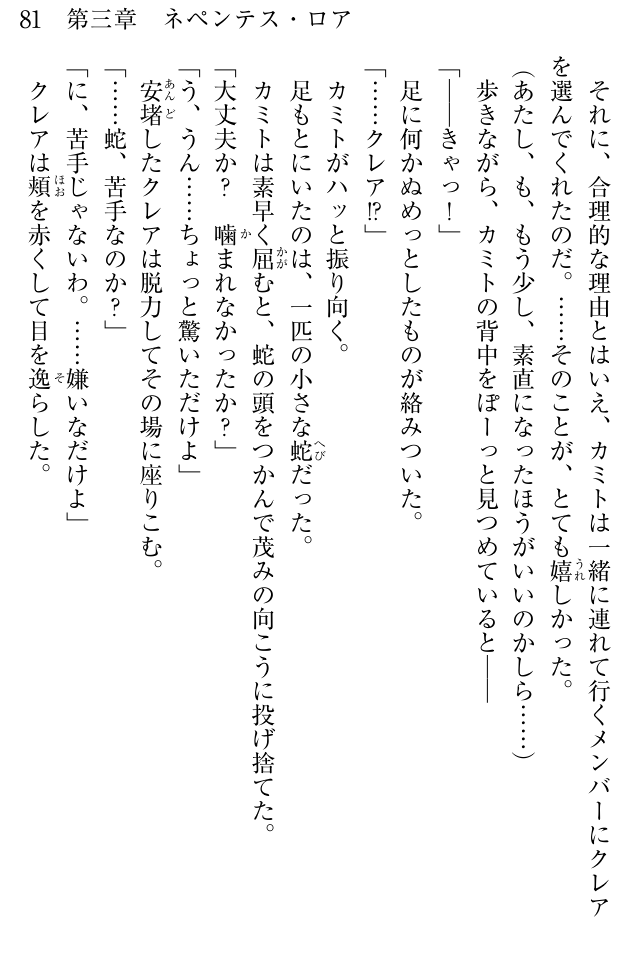 81 第三章 ネペンテス・ロア
それに、合理的な理由とはいえ、カミトは一緒に連れて行くメンバーにクレア
を選んでくれたのだ。……そのことが、とても嬉しかった。
(あたし、も、もう少し、素直になったほうがいいのかしら……)
歩きながら、カミトの背中をぽーっと見つめていると――
「――きゃっ!」
足に何かぬめっとしたものが絡みついた。
「……クレア!?」
カミトがハッと振り向く。
足もとにいたのは、一匹の小さな蛇だった。
カミトは素早く屈むと、蛇の頭をつかんで茂みの向こうに投げ捨てた。
「大丈夫か? 噛まれなかったか?」
「う、うん……ちょっと驚いただけよ」
安堵したクレアは脱力してその場に座りこむ。
「……蛇、苦手なのか?」
「に、苦手じゃないわ。……嫌いなだけよ」
クレアは頬を赤くして目を逸らした。